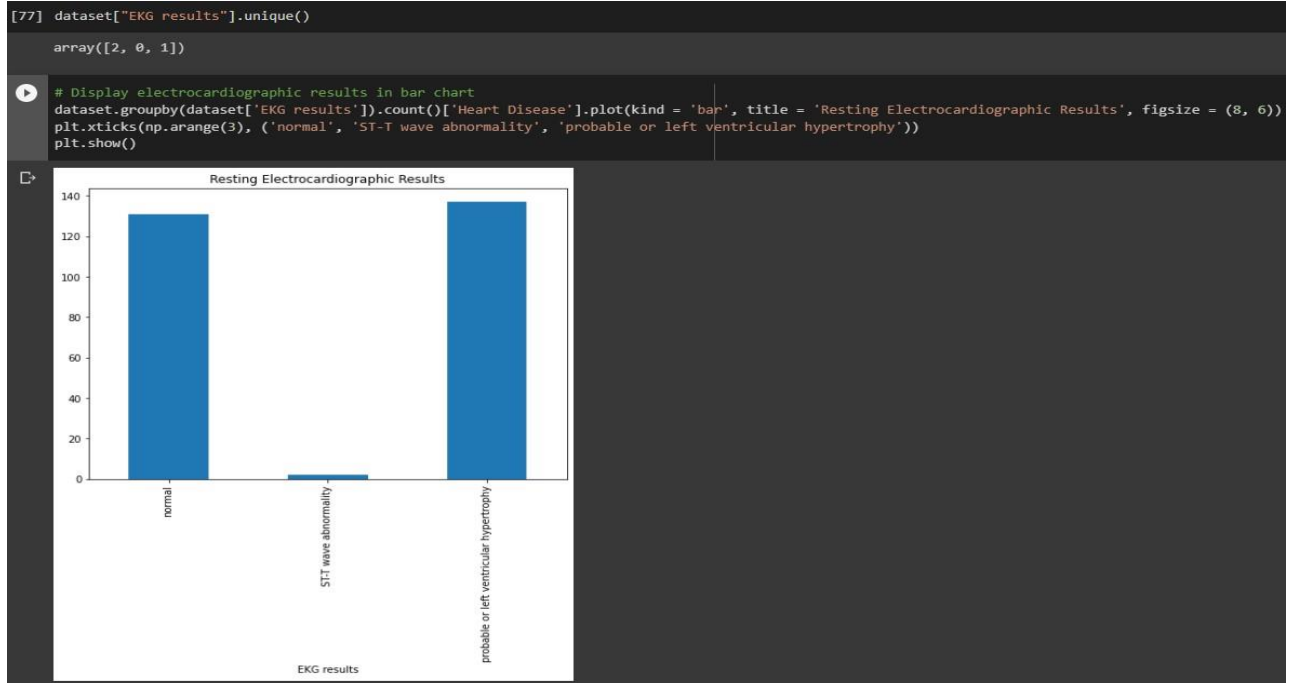 [77] dataset["EKG results"].unique()
array([2, 0, 1])
# Display electrocardiographic results in bar chart
dataset.groupby(dataset['EKG results']).count()['Heart Disease'].plot(kind = 'bar', title = 'Resting Electrocardiographic Results', figsize = (8, 6))
plt.xticks(np.arange(3), ('normal', 'ST-T wave abnormality', 'probable or left ventricular hypertrophy'))
plt.show()
Resting Electrocardiographic Results
140
120
100
80
60
40
20
0
normal
ST-T wave abnormality
probable or left ventricular hypertrophy
EKG results